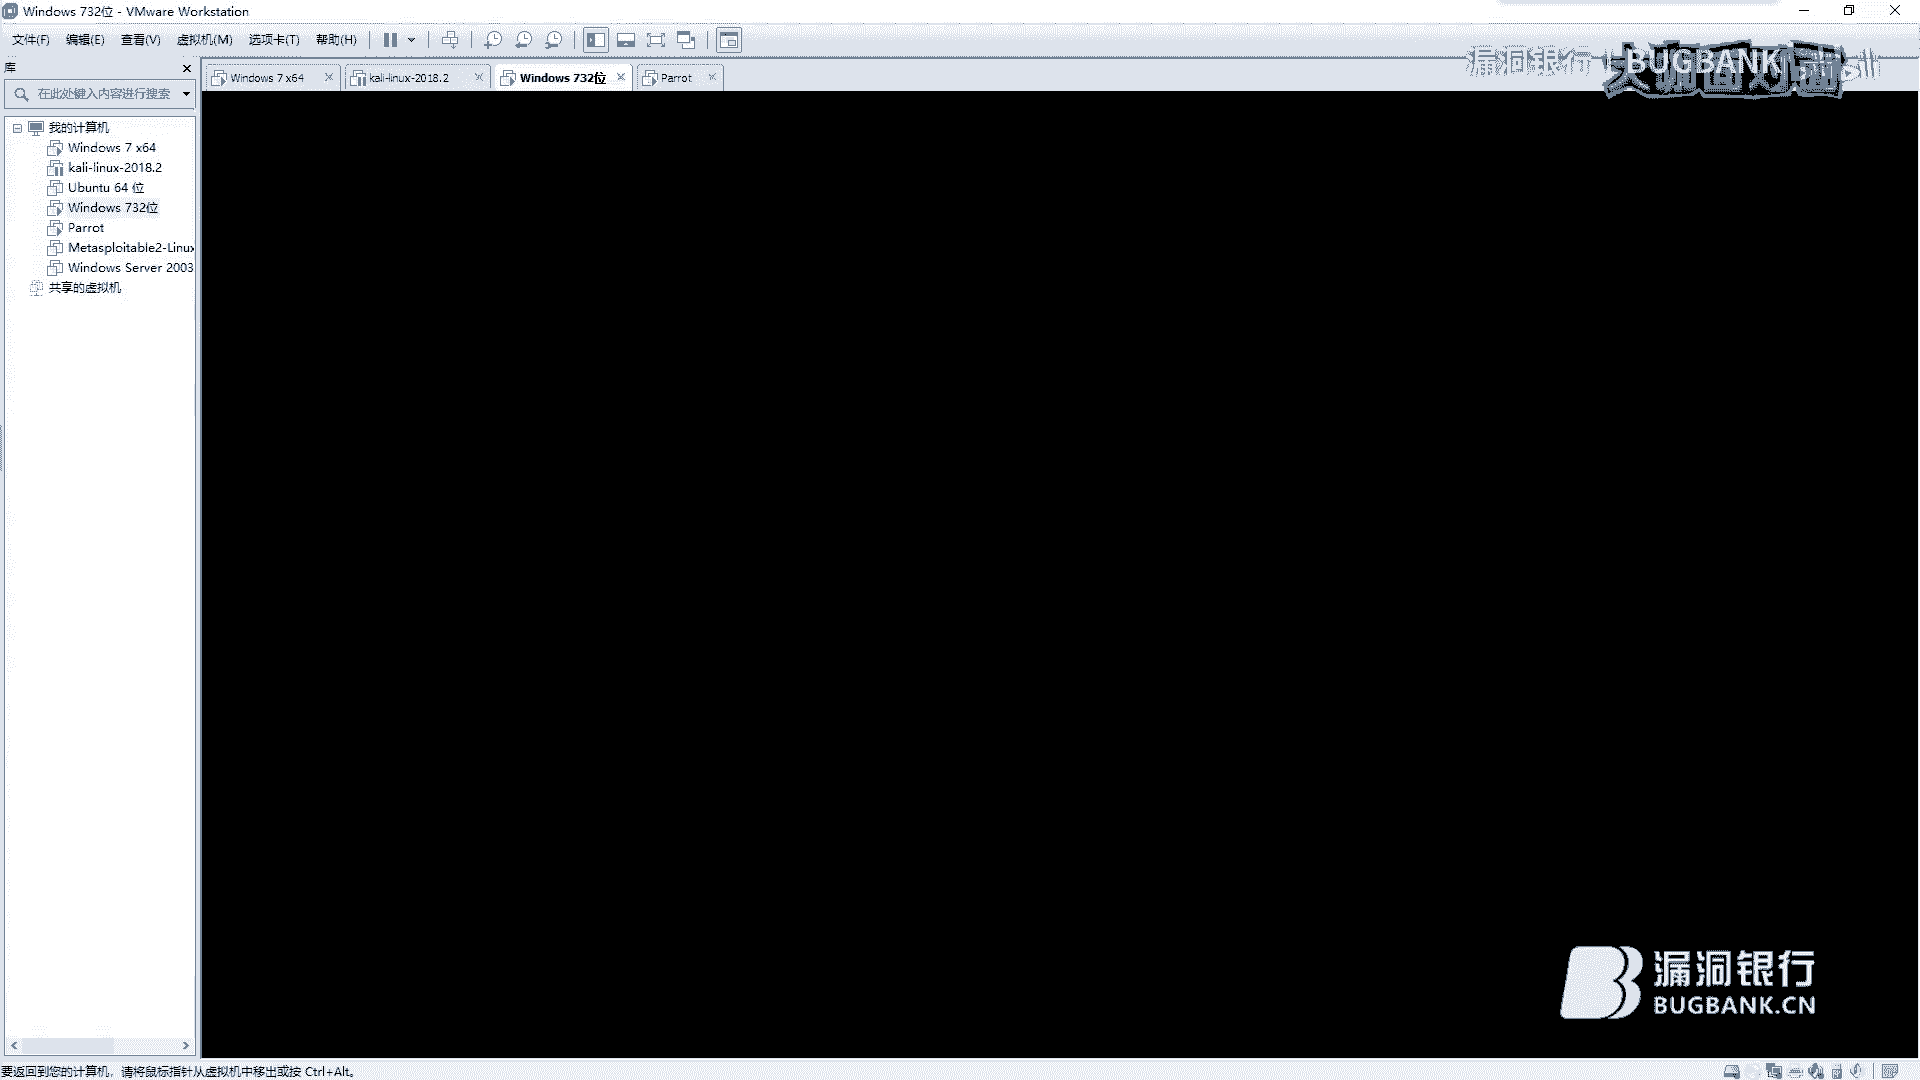 Windows 732位 - VMware Workstation
文件(F) 编辑(E) 查看(V) 虚拟机(M) 选项卡(T) 帮助(H)
库
在此处键入内容进行搜索
Windows 7 x64 kali-linux-2018.2 Windows 732位 Parrot
漏洞银行 BUGBANK
我的计算机
Windows 7 x64
kali-linux-2018.2
Ubuntu 64 位
Windows 732位
Parrot
Metasploitable2-Linux
Windows Server 2003
共享的虚拟机
漏洞银行
BUGBANK.CN
要返回到您的计算机，请将鼠标指针从虚拟机中移出或按 Ctrl+Alt。